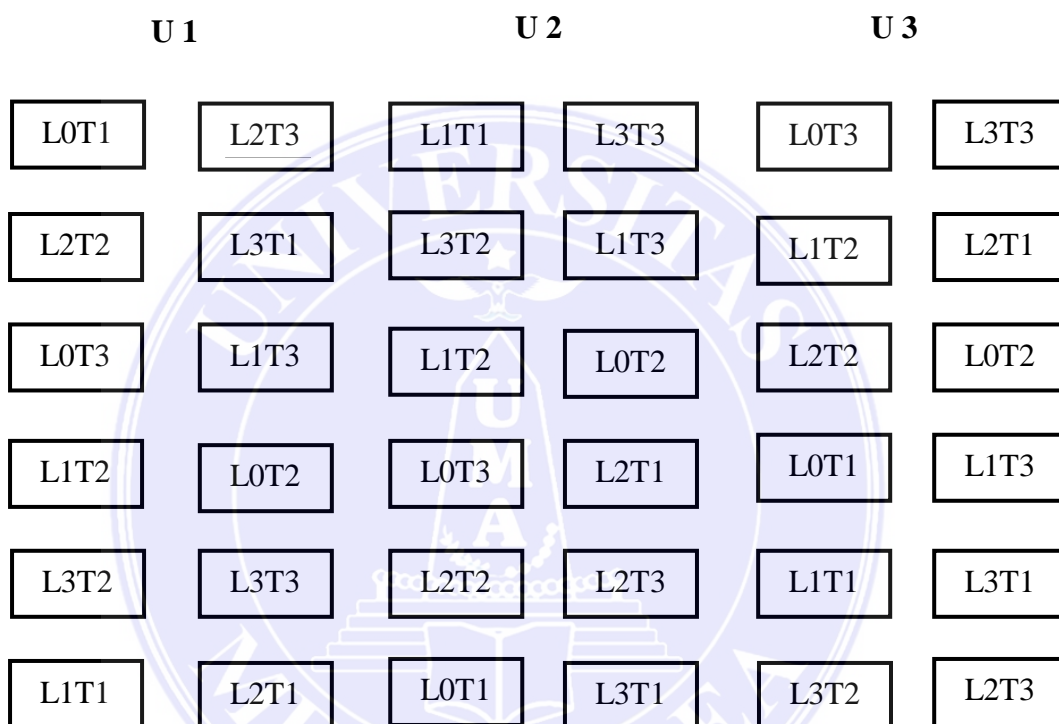 U 1 U 2 U 3
L0T1 L2T3 L1T1 L3T3 L0T3 L3T3
L2T2 L3T1 L3T2 L1T3 L1T2 L2T1
L0T3 L1T3 L1T2 L0T2 L2T2 L0T2
L1T2 L0T2 L0T3 L2T1 L0T1 L1T3
L3T2 L3T3 L2T2 L2T3 L1T1 L3T1
L1T1 L2T1 L0T1 L3T1 L3T2 L2T3
UNIVERSITAS
UMA